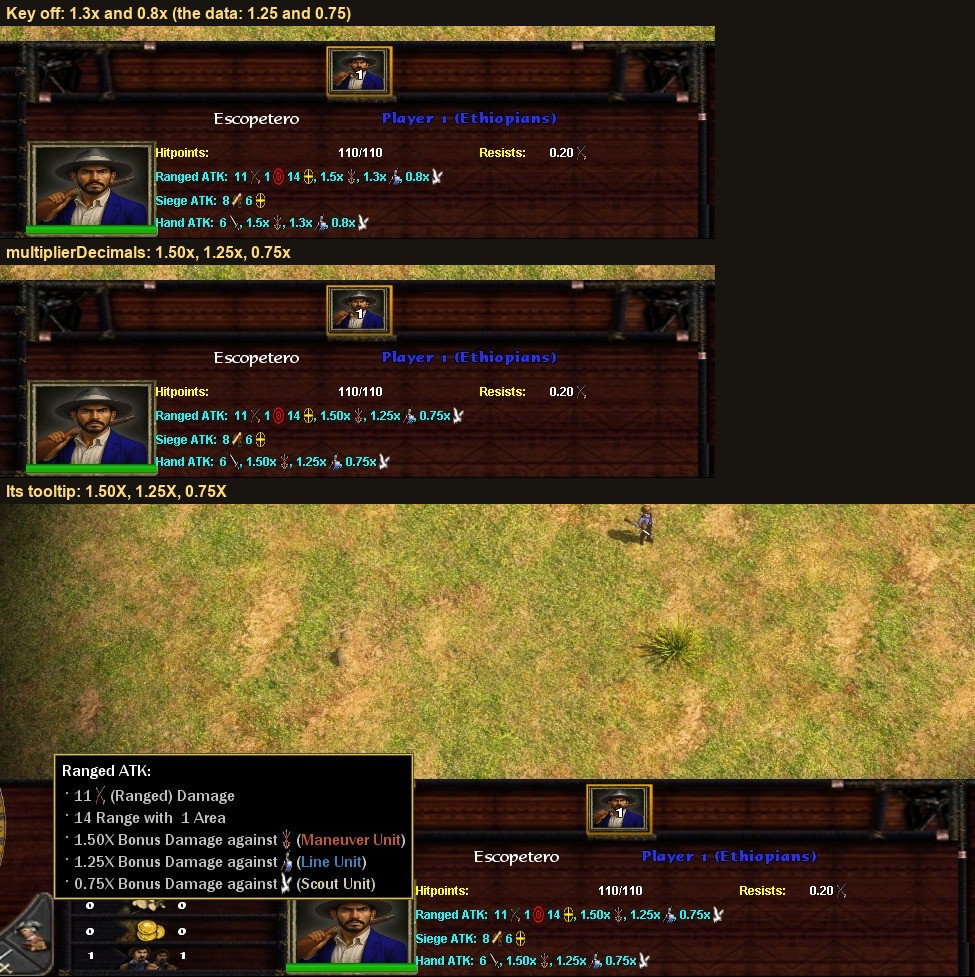 Key off: 1.3x and 0.8x (the data: 1.25 and 0.75)
1
Escopetero Player 1 (Ethiopians)
Hitpoints: 110/110 Resists: 0.20
Ranged ATK: 11 1 14 , 1.5x , 1.3x , 0.8x
Siege ATK: 8 6
Hand ATK: 6 , 1.5x , 1.3x , 0.8x
multiplierDecimals: 1.50x, 1.25x, 0.75x
1
Escopetero Player 1 (Ethiopians)
Hitpoints: 110/110 Resists: 0.20
Ranged ATK: 11 1 14 , 1.50x , 1.25x , 0.75x
Siege ATK: 8 6
Hand ATK: 6 , 1.50x , 1.25x , 0.75x
Its tooltip: 1.50X, 1.25X, 0.75X
Ranged ATK:
· 11 (Ranged) Damage
· 14 Range with 1 Area
· 1.50X Bonus Damage against (Maneuver Unit)
· 1.25X Bonus Damage against (Line Unit)
· 0.75X Bonus Damage against (Scout Unit)
1
Escopetero Player 1 (Ethiopians)
Hitpoints: 110/110 Resists: 0.20
0 0
Ranged ATK: 11 1 14 , 1.50x , 1.25x , 0.75x
0 0
Siege ATK: 8 6
1 1
Hand ATK: 6 , 1.50x , 1.25x , 0.75x